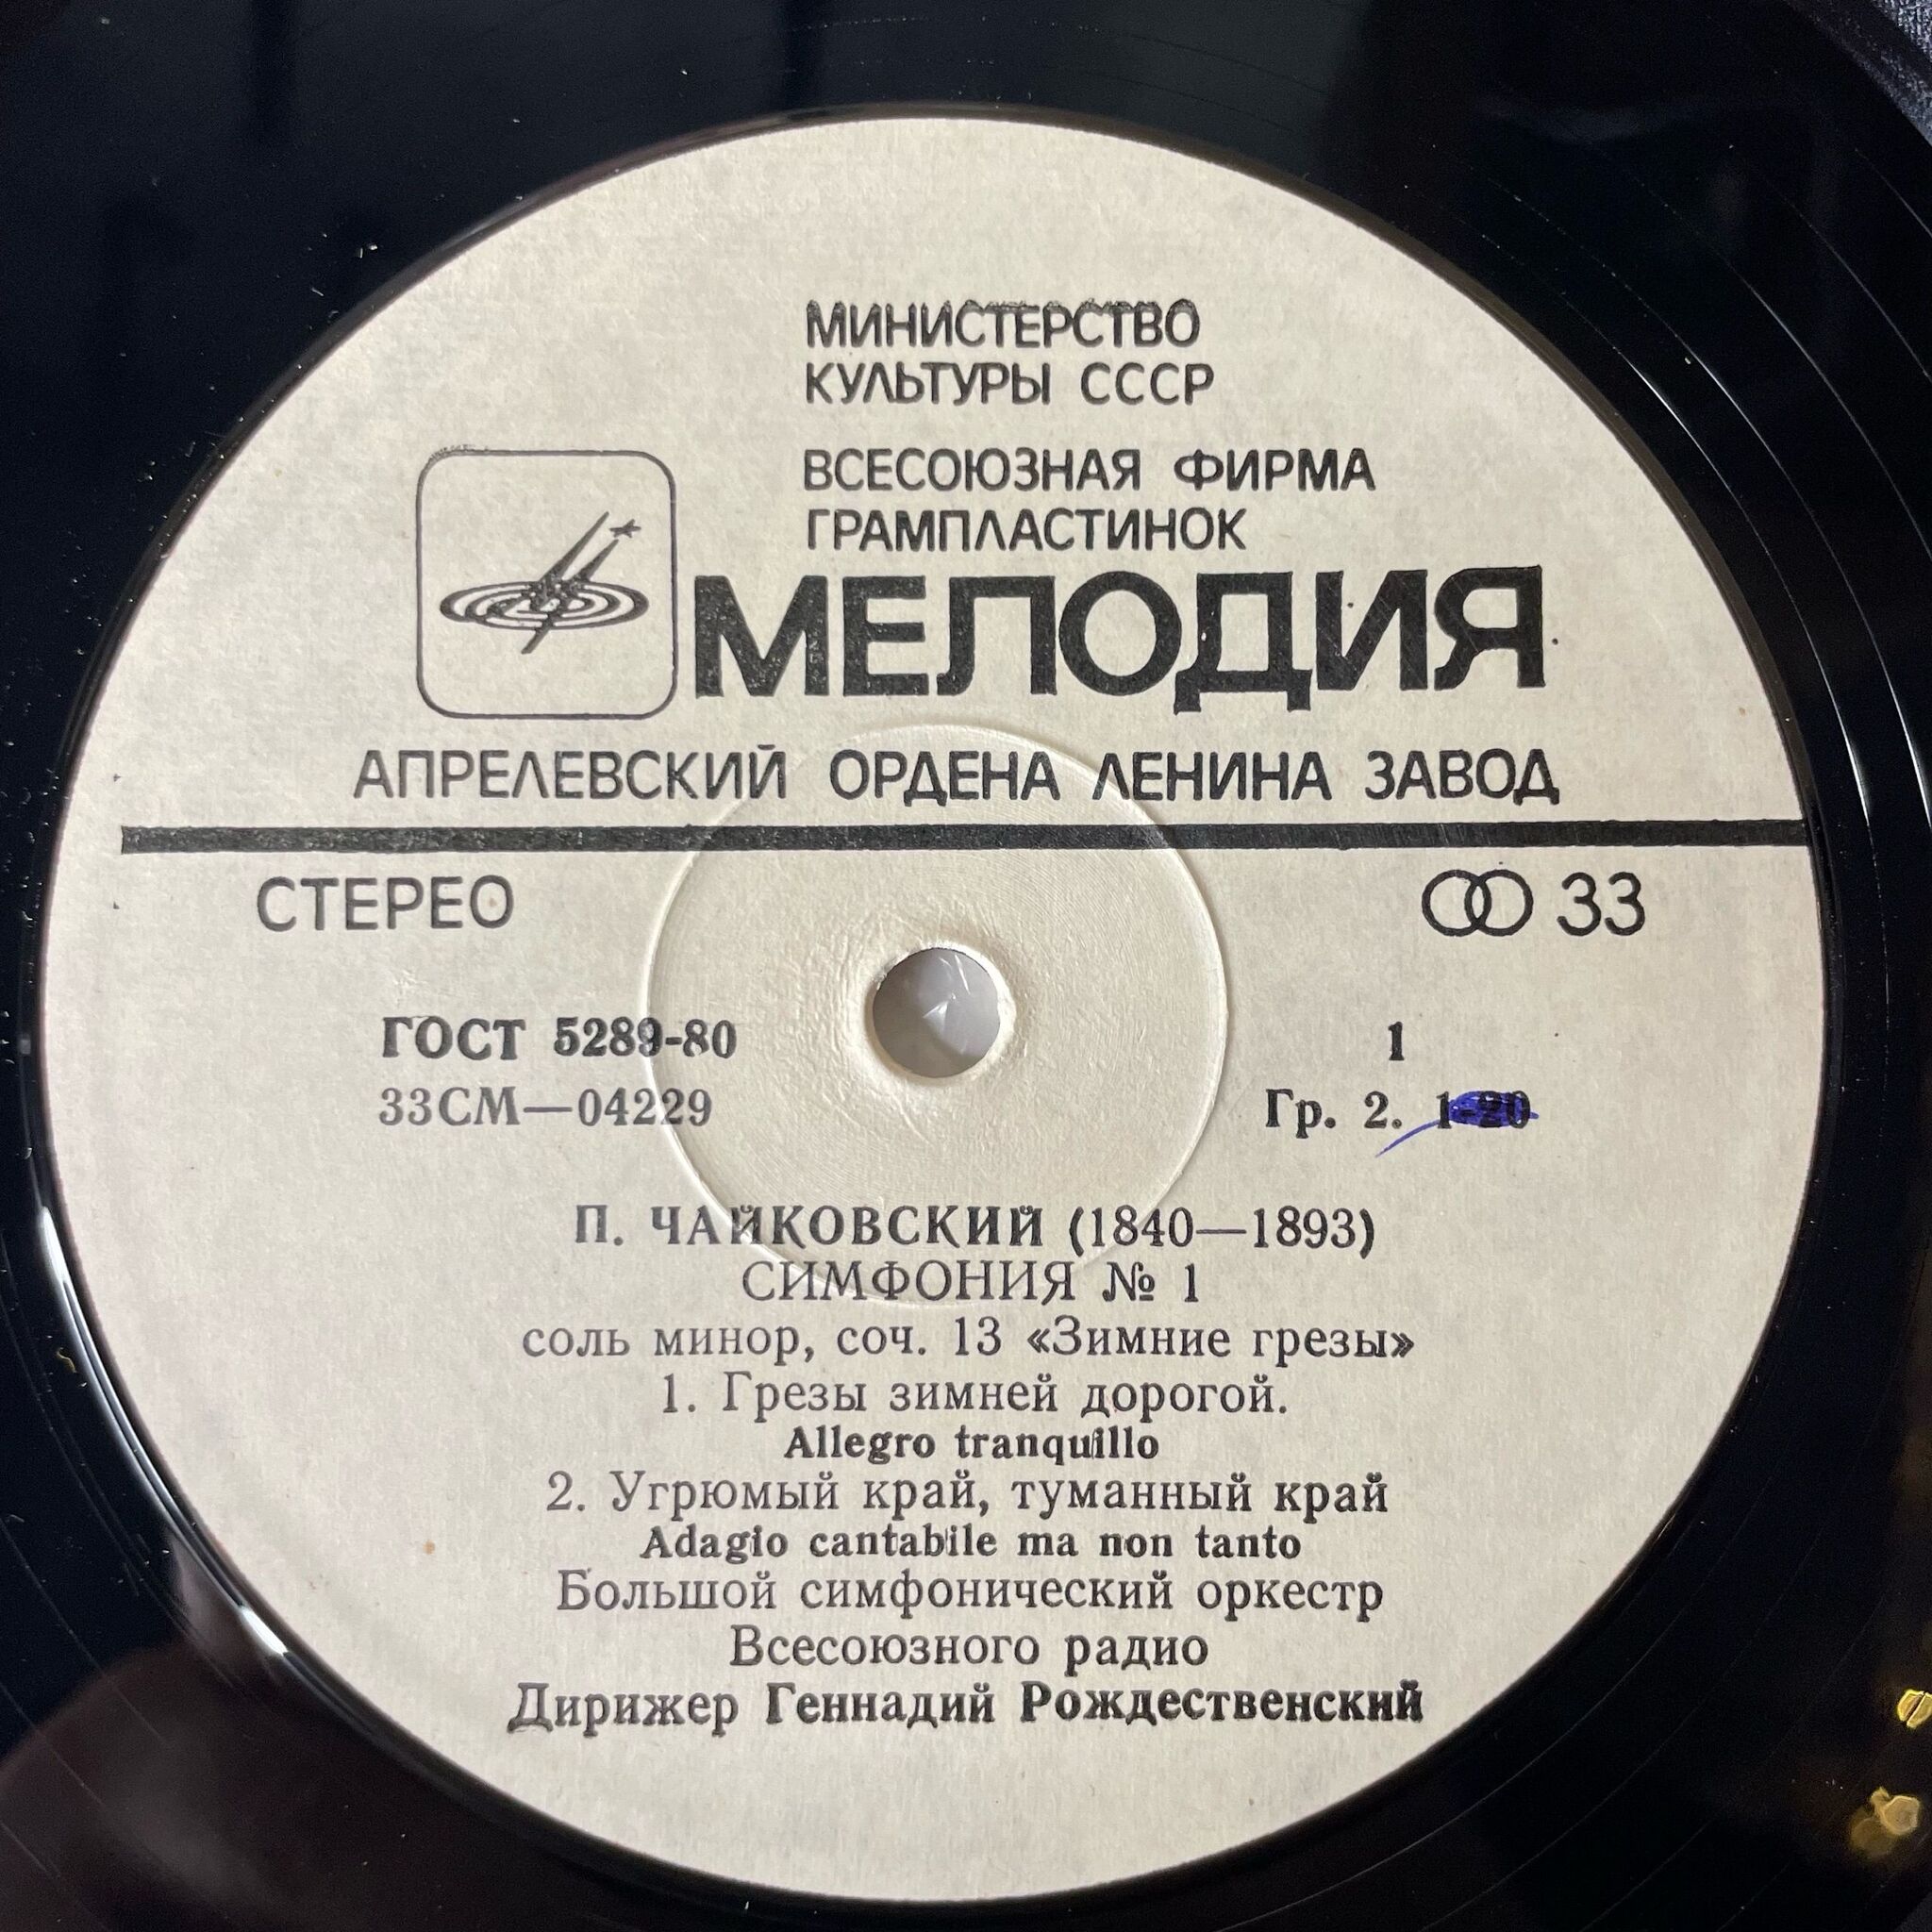 МИНИСТЕРСТВО
КУЛЬТУРЫ СССР
ВСЕСОЮЗНАЯ ФИРМА
ГРАМПЛАСТИНОК
МЕЛОДИЯ
АПРЕЛЕВСКИЙ ОРДЕНА ЛЕНИНА ЗАВОД
СТЕРЕО 33
ГОСТ 5289-80 1
33СМ—04229 Гр. 2. 1-20
П. ЧАЙКОВСКИЙ (1840—1893)
СИМФОНИЯ № 1
соль минор, соч. 13 «Зимние грезы»
1. Грезы зимней дорогой.
Allegro tranquillo
2. Угрюмый край, туманный край
Adagio cantabile ma non tanto
Большой симфонический оркестр
Всесоюзного радио
Дирижер Геннадий Рождественский